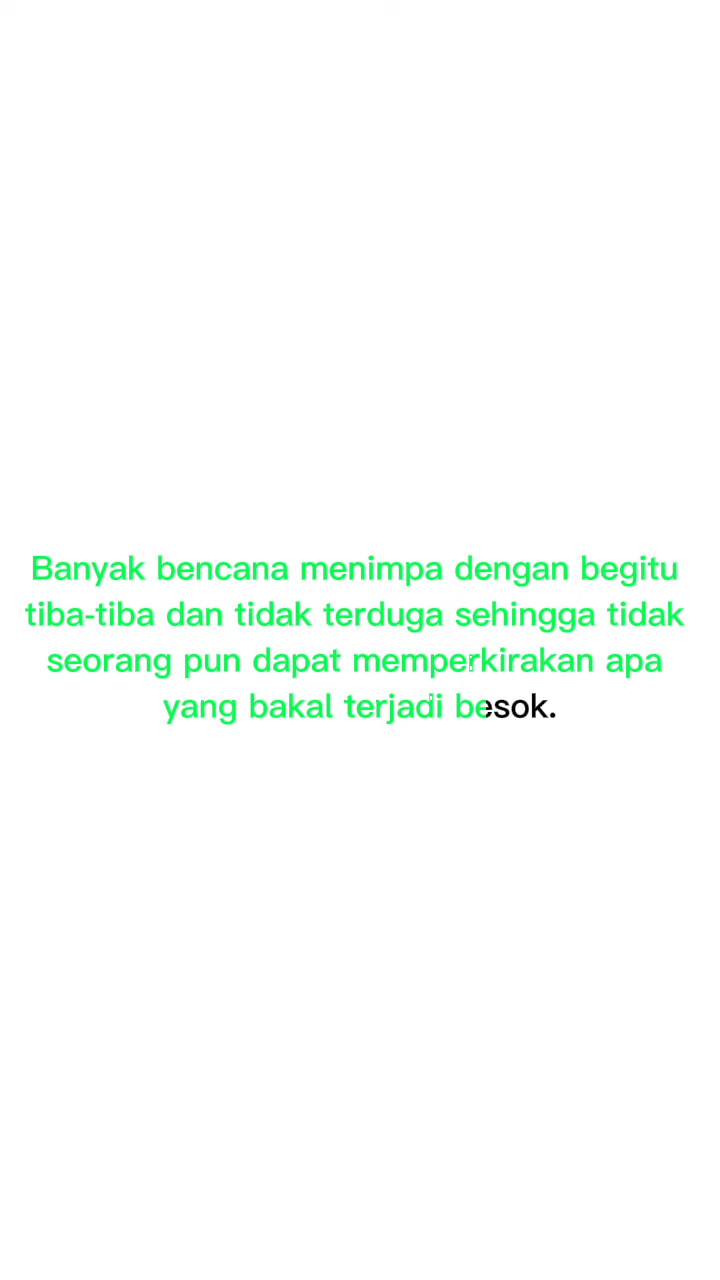 Banyak bencana menimpa dengan begitu
tiba-tiba dan tidak terduga sehingga tidak
seorang pun dapat memperkirakan apa
yang bakal terjadi besok.